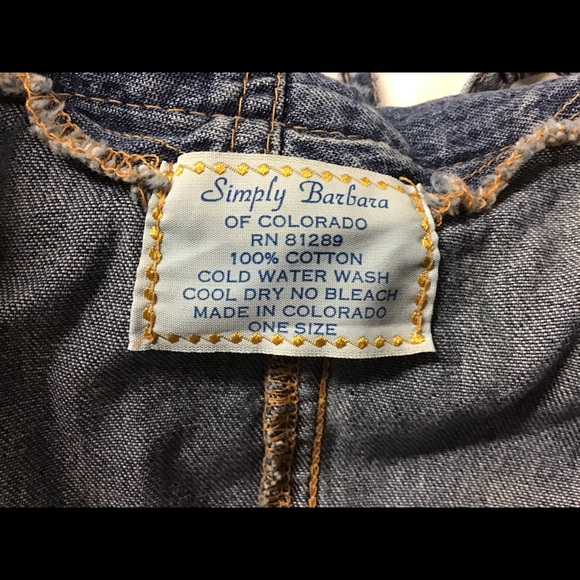 Simply Barbara
OF COLORADO
RN 81289
100% COTTON
COLD WATER WASH
COOL DRY NO BLEACH
MADE IN COLORADO
ONE SIZE